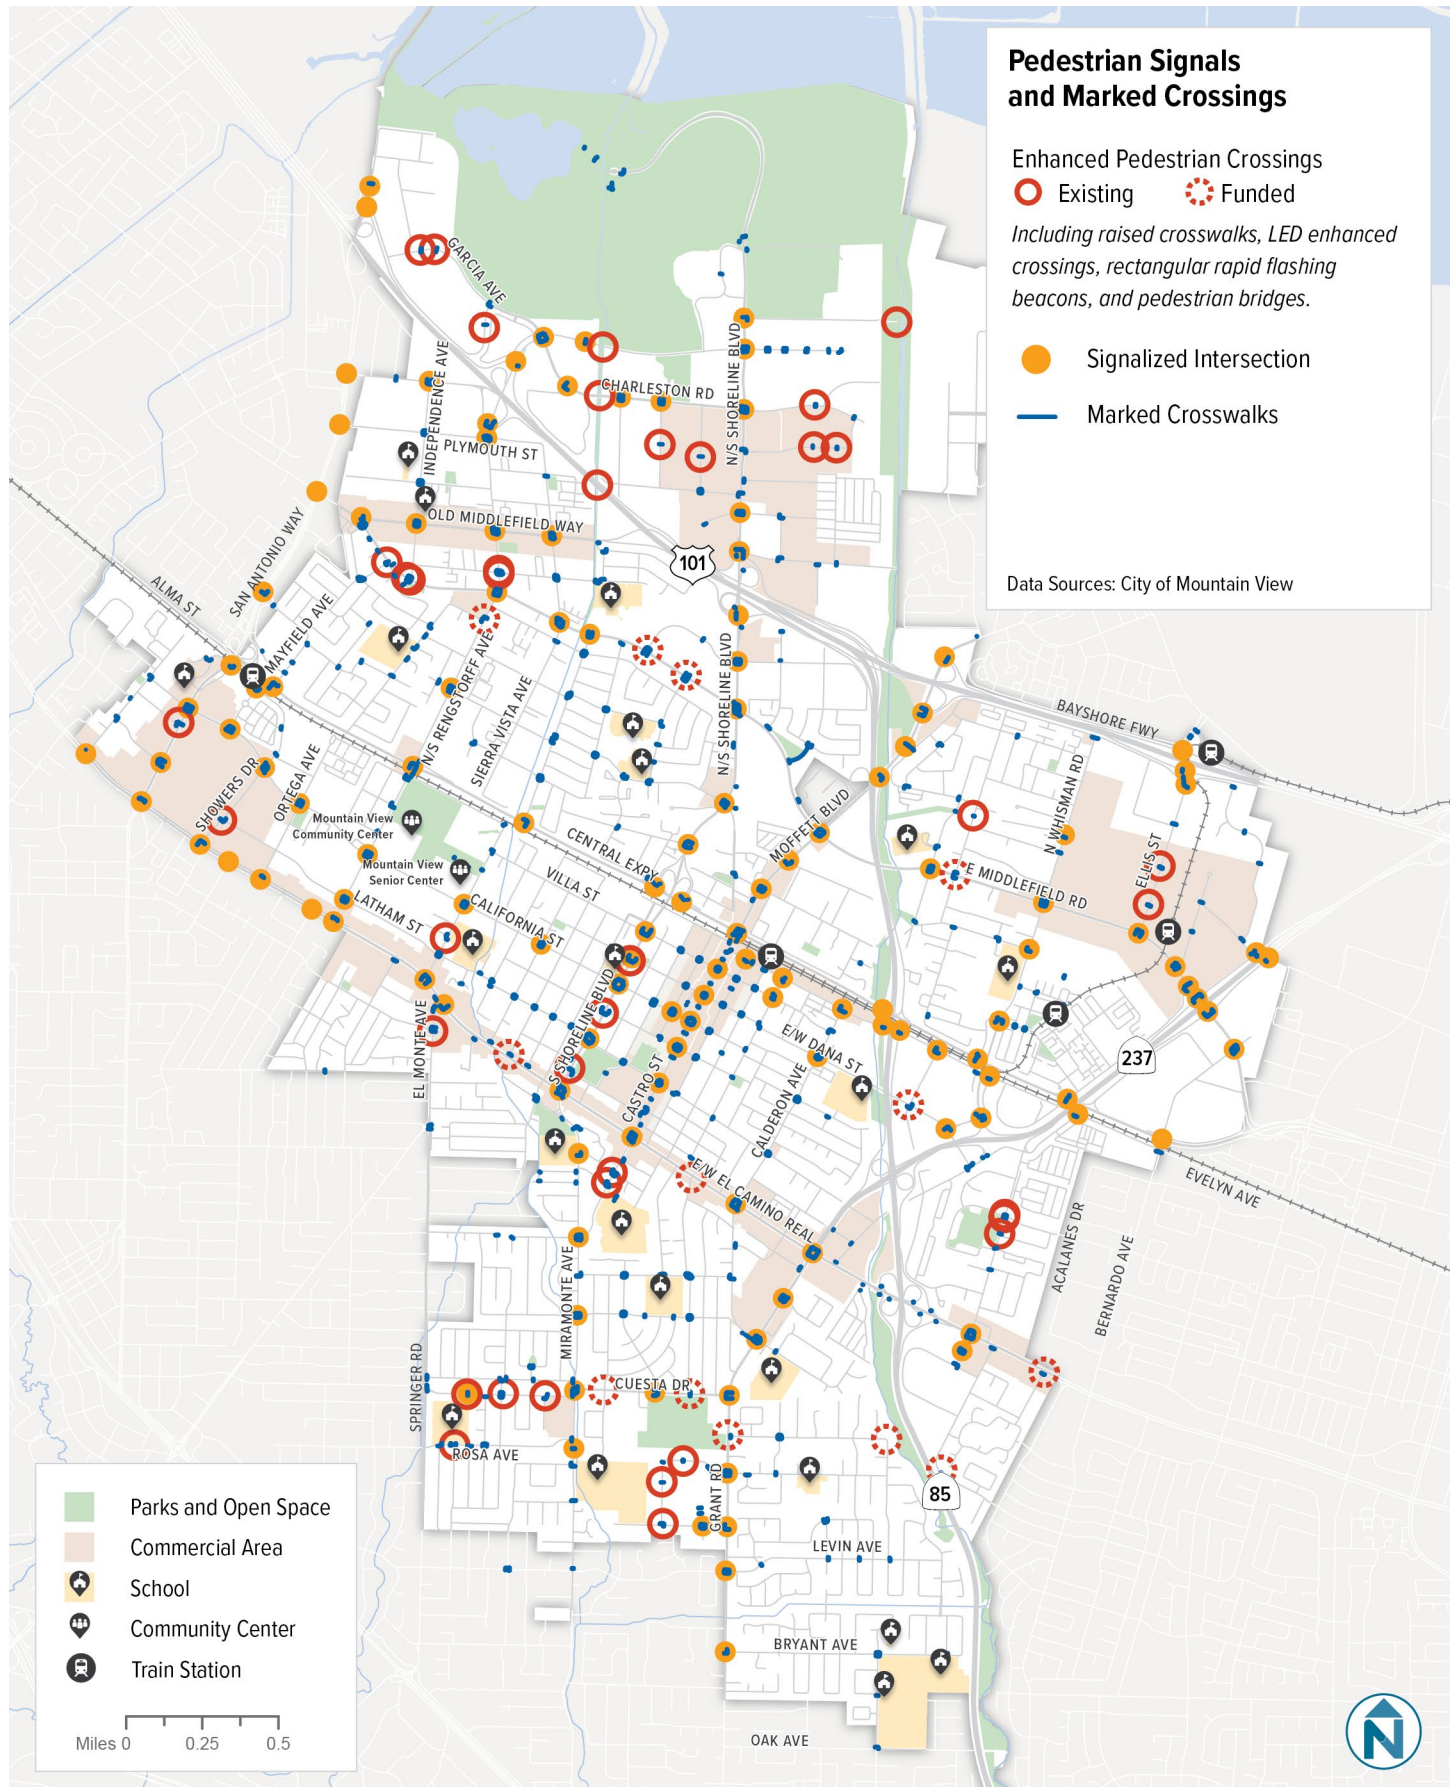 Pedestrian Signals
and Marked Crossings
Enhanced Pedestrian Crossings
Existing
Funded
Including raised crosswalks, LED enhanced
crossings, rectangular rapid flashing
beacons, and pedestrian bridges.
Signalized Intersection
Marked Crosswalks
Data Sources: City of Mountain View
GARCIA AVE
INDEPENDENCE AVE
CHARLESTON RD
N/S SHORELINE BLVD
PLYMOUTH ST
OLD MIDDLEFIELD WAY
101
SAN ANTONIO WAY
ALMA ST
MAYFIELD AVE
N/S RENGSTORFF AVE
SIERRA VISTA AVE
N/S SHORELINE BLVD
BAYSHORE FWY
N WHISMAN RD
SHOWERS DR
ORTEGA AVE
Mountain View
Community Center
Mountain View
Senior Center
CENTRAL EXPY
MOFFETT BLVD
VILLA ST
ELLIS ST
E MIDDLEFIELD RD
LATHAM ST
CALIFORNIA ST
EL MONTE AVE
S SHORELINE BLVD
CASTRO ST
E/W DANA ST
CALDERON AVE
237
E/W EL CAMINO REAL
EVELYN AVE
ACALANES DR
BERNARDO AVE
MIRAMONTE AVE
SPRINGER RD
CUESTA DR
ROSA AVE
GRANT RD
85
LEVIN AVE
BRYANT AVE
OAK AVE
Parks and Open Space
Commercial Area
School
Community Center
Train Station
Miles 0 0.25 0.5
N